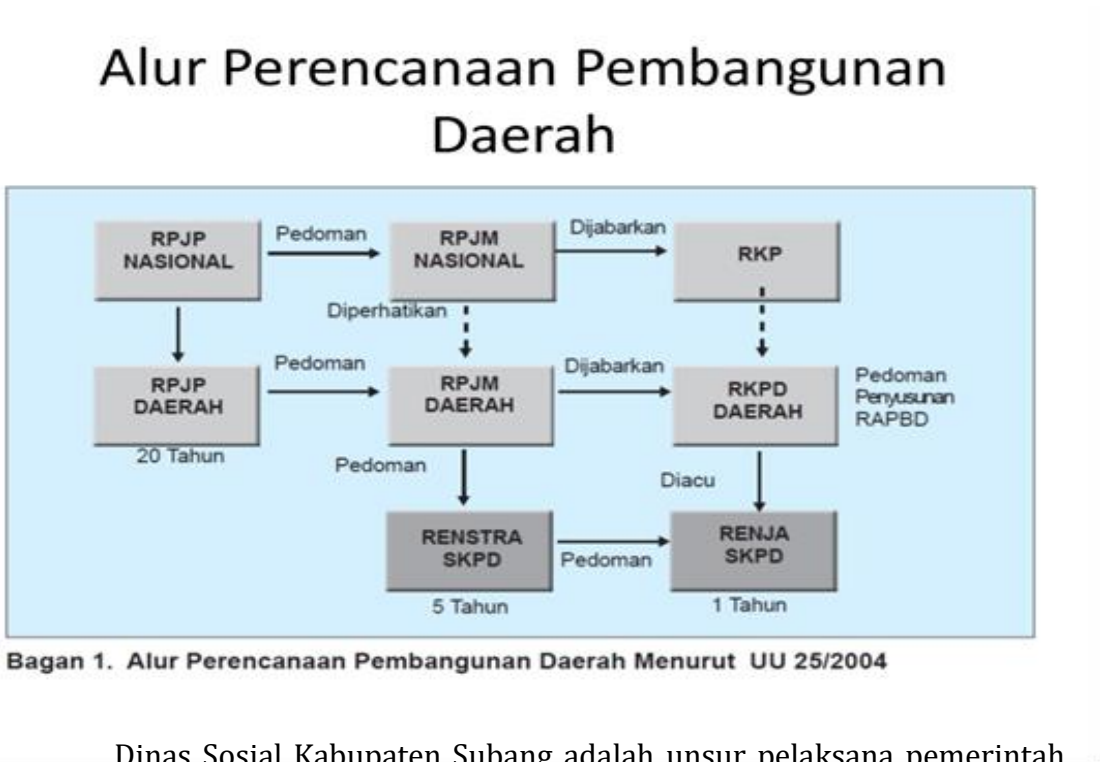 Alur Perencanaan Pembangunan
Daerah
RPJP
NASIONAL
Pedoman
RPJM
NASIONAL
Dijabarkan
RKP
Diperhatikan
RPJP
DAERAH
Pedoman
RPJM
DAERAH
Dijabarkan
RKPD
DAERAH
Pedoman
Penyusunan
RAPBD
20 Tahun
Pedoman
Diacu
RENSTRA
SKPD
Pedoman
RENJA
SKPD
5 Tahun
1 Tahun
Bagan 1. Alur Perencanaan Pembangunan Daerah Menurut UU 25/2004
Dinas Sosial Kabupaten Subang adalah unsur pelaksana pemerintah